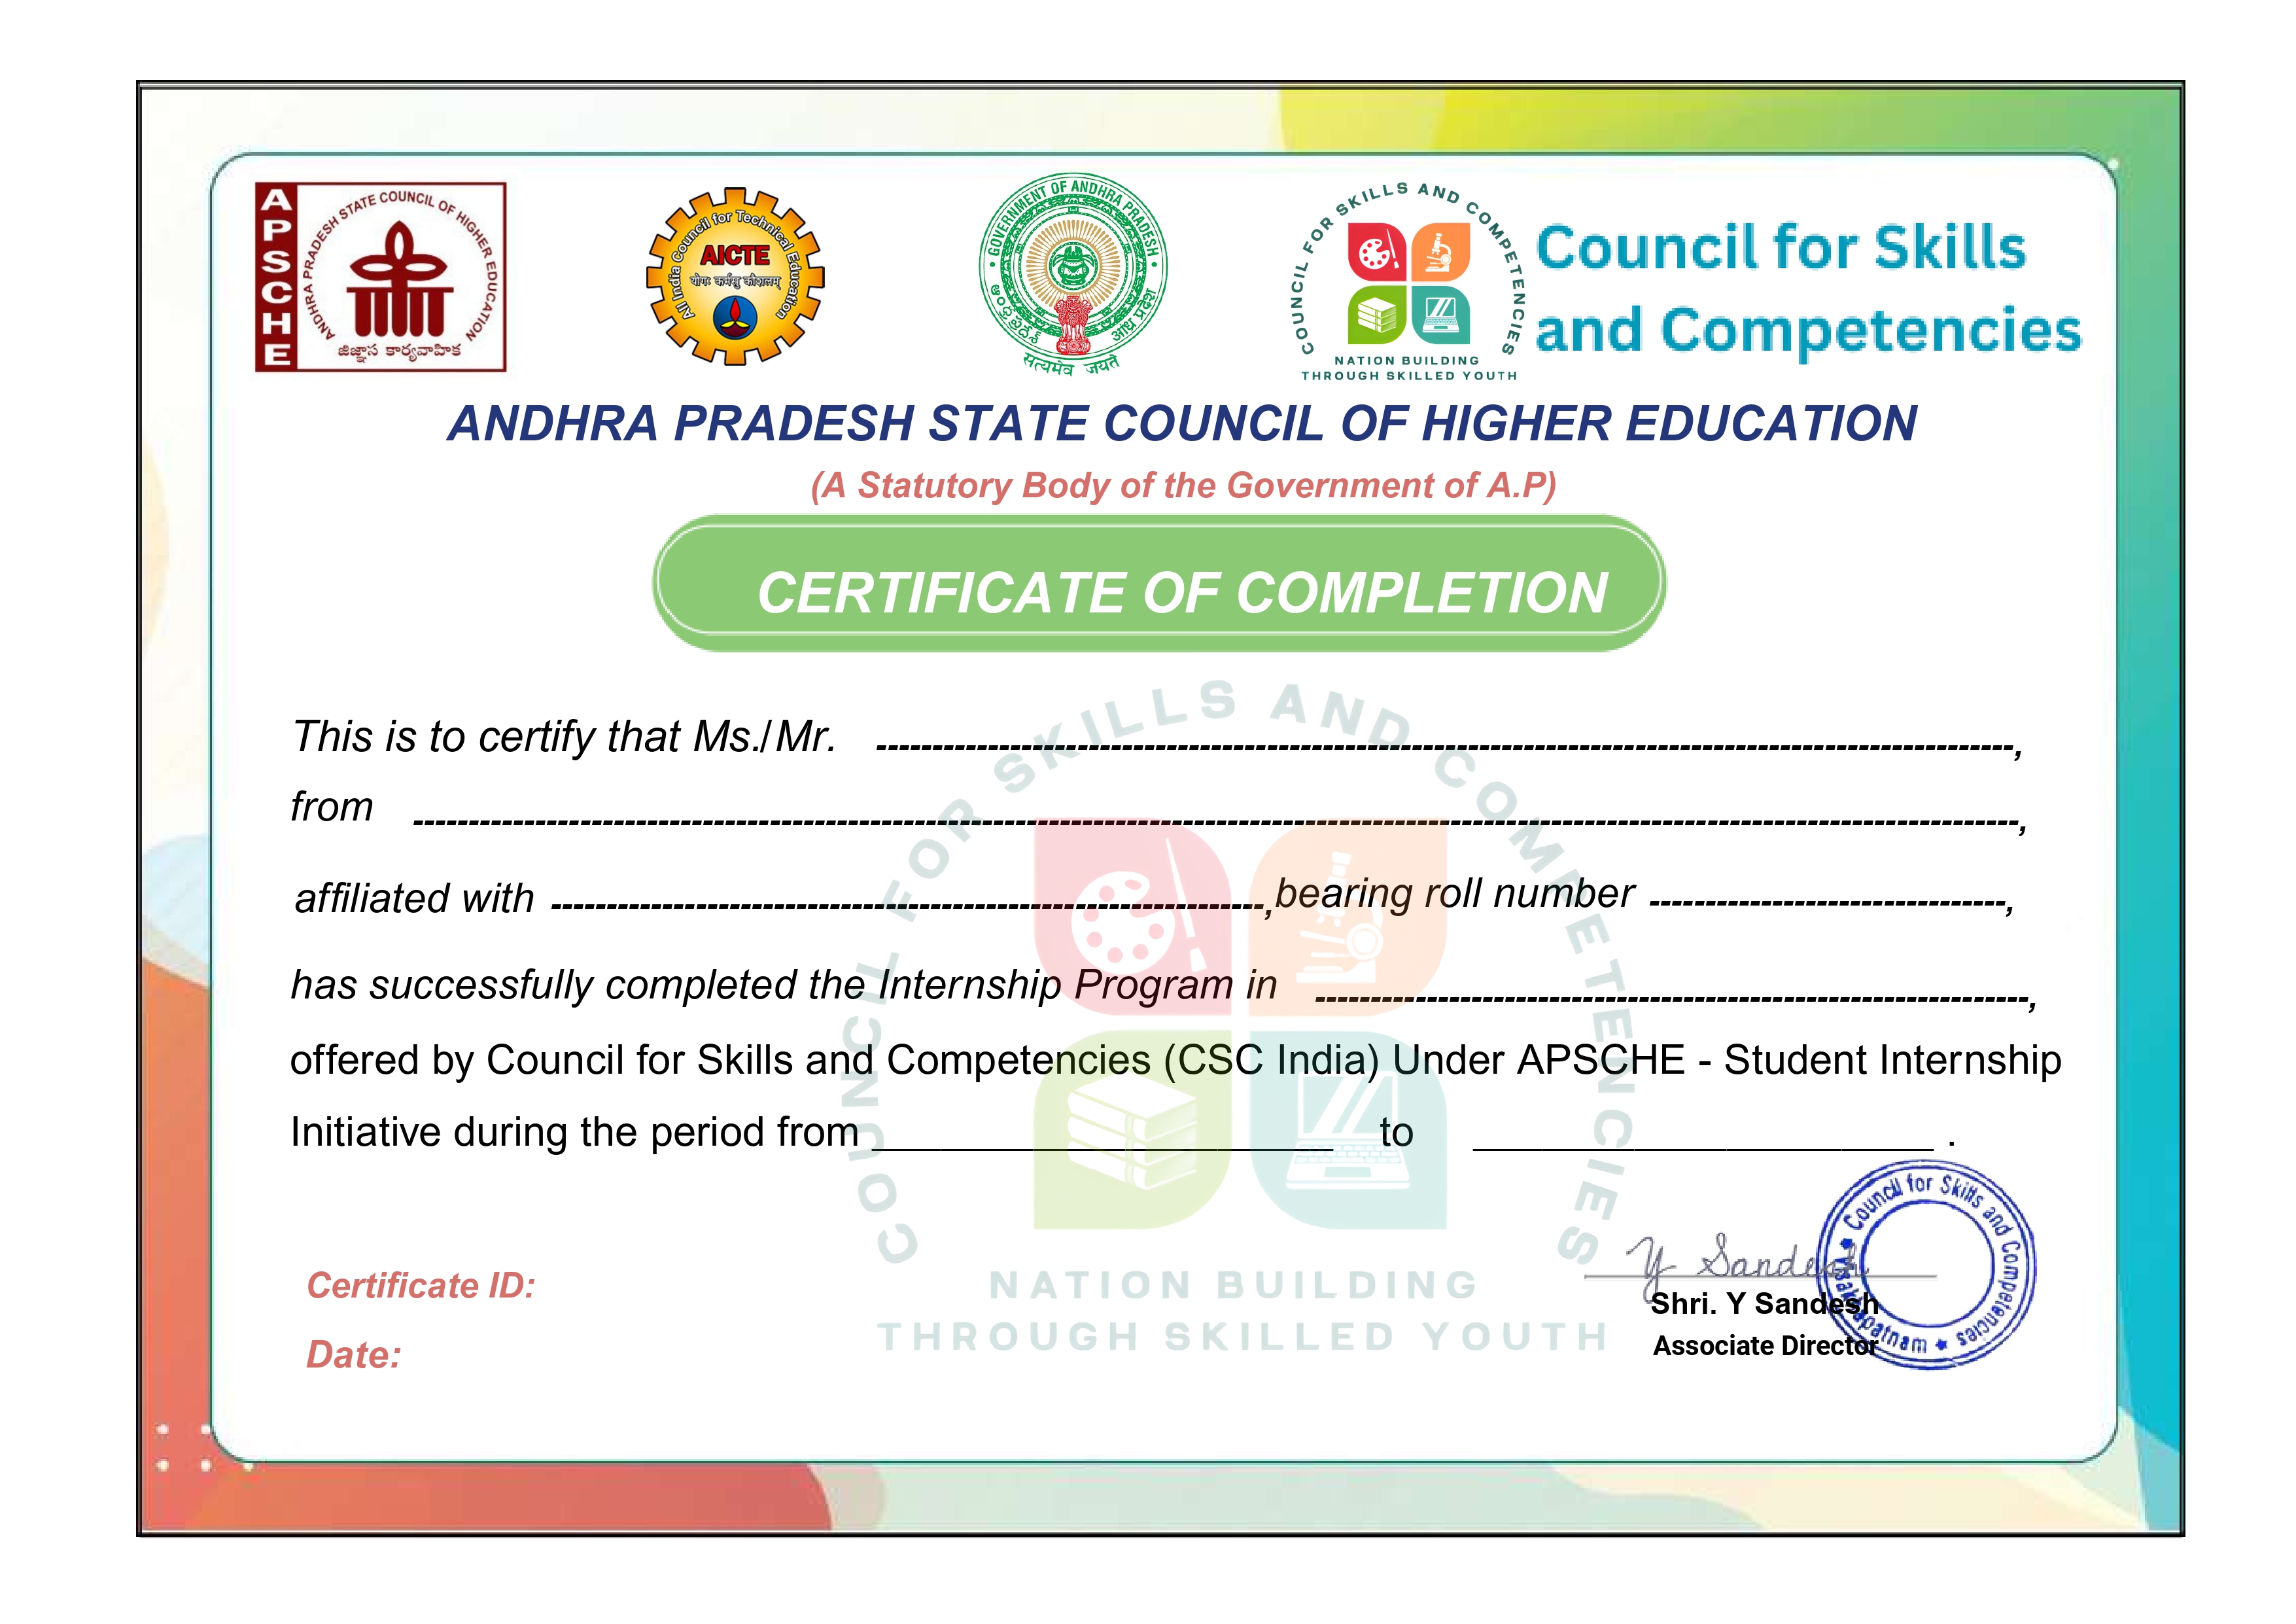 APSCHE
ANDHRA PRADESH STATE COUNCIL OF HIGHER EDUCATION
జిజ్ఞాస కార్యవాహిక
All India Council for Technical Education
AICTE
योगः कर्मसु कौशलम्
GOVERNMENT OF ANDHRA PRADESH
ఆంధ్ర ప్రదేశ్
आंध्र प्रदेश
सत्यमेव जयते
COUNCIL FOR SKILLS AND COMPETENCIES
NATION BUILDING
THROUGH SKILLED YOUTH
Council for Skills
and Competencies
ANDHRA PRADESH STATE COUNCIL OF HIGHER EDUCATION
(A Statutory Body of the Government of A.P)
CERTIFICATE OF COMPLETION
This is to certify that Ms./Mr. ,
from ,
affiliated with ,bearing roll number ,
has successfully completed the Internship Program in ,
offered by Council for Skills and Competencies (CSC India) Under APSCHE - Student Internship
Initiative during the period from ____________________ to ____________________ .
COUNCIL FOR SKILLS AND COMPETENCIES
NATION BUILDING
THROUGH SKILLED YOUTH
Certificate ID:
Date:
Y Sandesh
Shri. Y Sandesh
Associate Director
Council for Skills and Competencies
Visakhapatnam